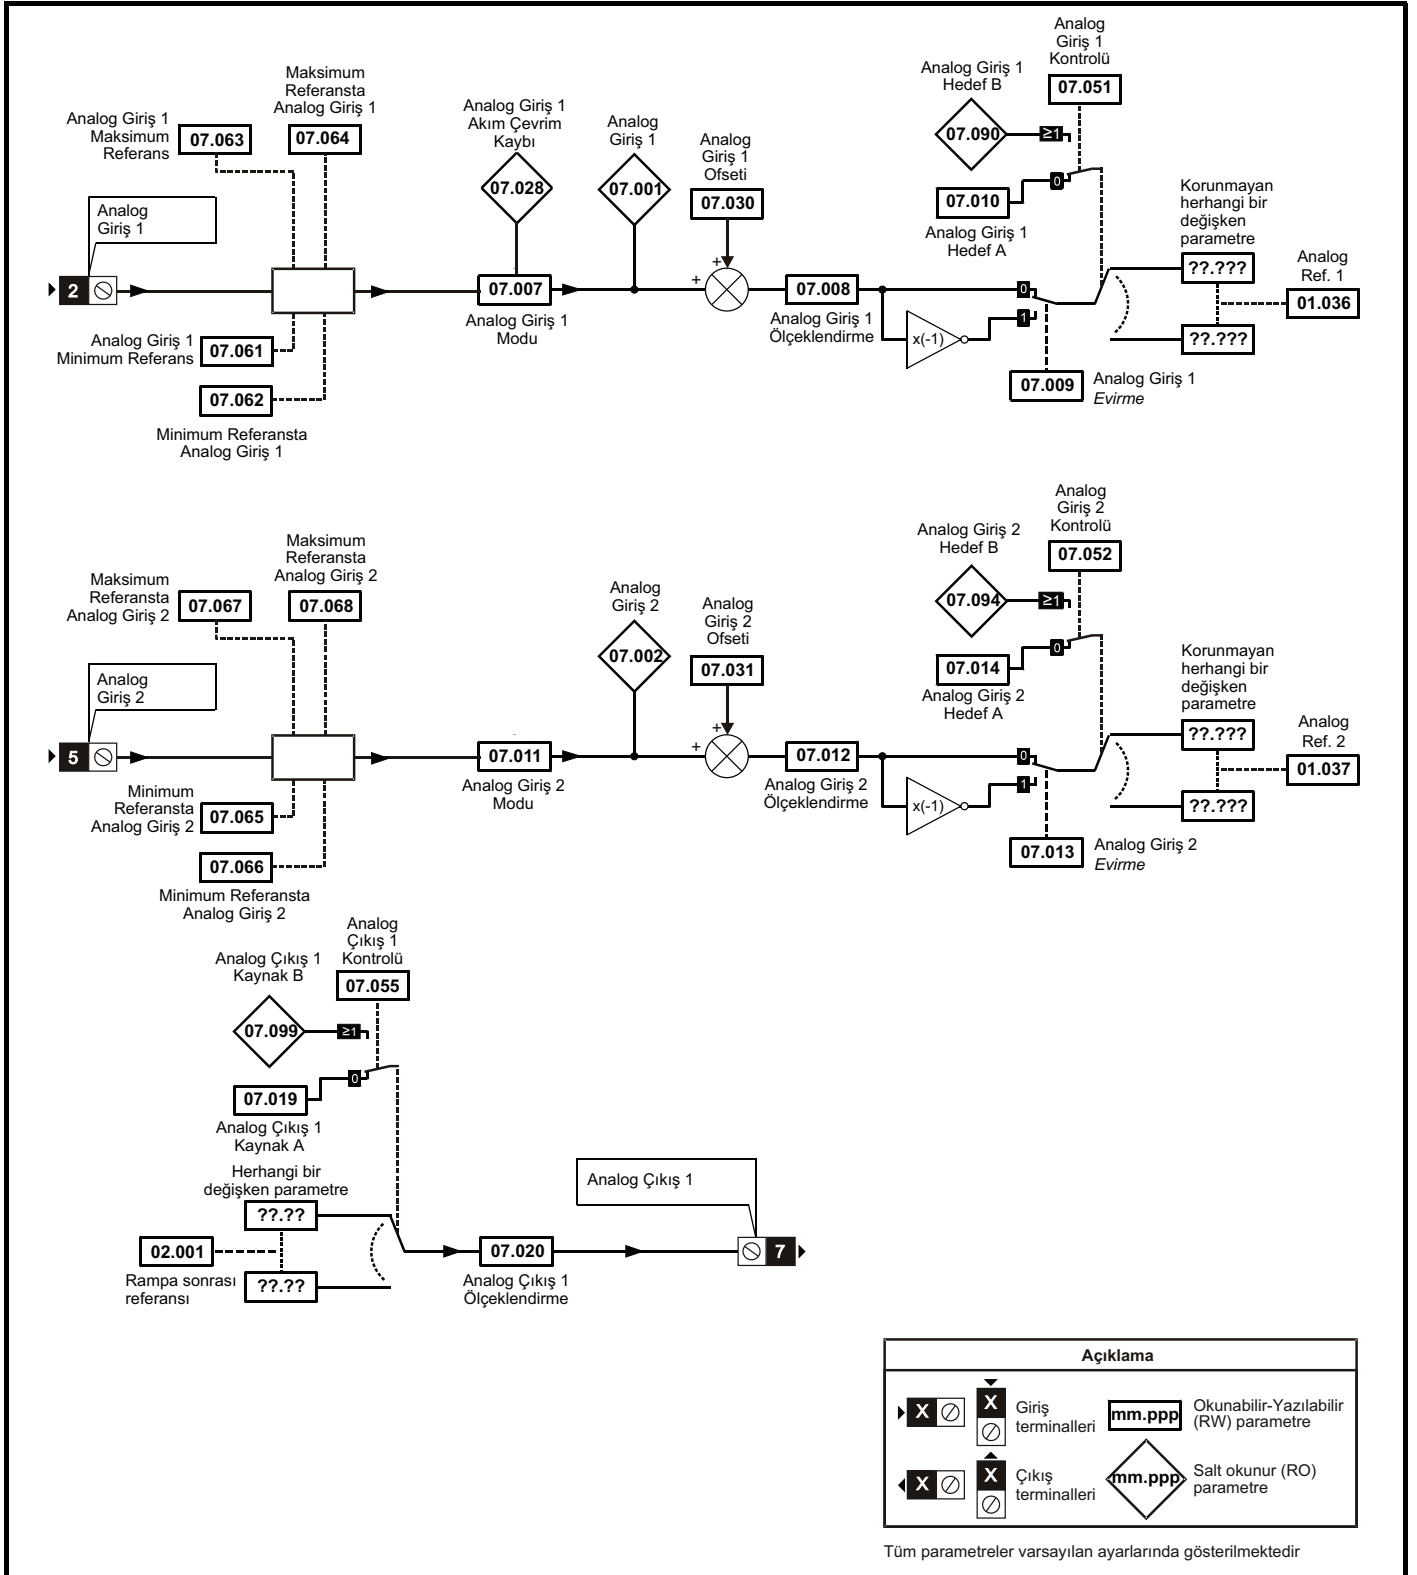 Analog
Giriş 1
Kontrolü
07.051
Analog Giriş 1
Hedef B
07.090
≥1
0
07.010
Analog Giriş 1
Hedef A
Maksimum
Referansta
Analog Giriş 1
07.064
Analog Giriş 1
Maksimum
Referans
07.063
Analog Giriş 1
Akım Çevrim
Kaybı
07.028
Analog
Giriş 1
07.001
Analog
Giriş 1
Ofseti
07.030
Analog
Giriş 1
2
07.007
Analog Giriş 1
Modu
+
+
07.008
Analog Giriş 1
Ölçeklendirme
x(-1)
0
1
07.009
Analog Giriş 1
Evirme
Korunmayan
herhangi bir
değişken
parametre
??.???
??.???
Analog
Ref. 1
01.036
Analog Giriş 1
Minimum Referans
07.061
07.062
Minimum Referansta
Analog Giriş 1
Analog
Giriş 2
Kontrolü
07.052
Analog Giriş 2
Hedef B
07.094
≥1
0
07.014
Analog Giriş 2
Hedef A
Maksimum
Referansta
Analog Giriş 2
07.068
Maksimum
Referansta
Analog Giriş 2
07.067
Analog
Giriş 2
07.002
Analog
Giriş 2
Ofseti
07.031
Analog
Giriş 2
5
07.011
Analog Giriş 2
Modu
+
+
07.012
Analog Giriş 2
Ölçeklendirme
x(-1)
0
1
07.013
Analog Giriş 2
Evirme
Korunmayan
herhangi bir
değişken
parametre
??.???
??.???
Analog
Ref. 2
01.037
Minimum
Referansta
Analog Giriş 2
07.065
07.066
Minimum Referansta
Analog Giriş 2
Analog
Çıkış 1
Kontrolü
07.055
Analog Çıkış 1
Kaynak B
07.099
≥1
0
07.019
Analog Çıkış 1
Kaynak A
Herhangi bir
değişken parametre
??.??
02.001
Rampa sonrası
referansı
??.??
07.020
Analog Çıkış 1
Ölçeklendirme
Analog Çıkış 1
7
Açıklama
X
X
Giriş
terminalleri
mm.ppp
Okunabilir-Yazılabilir
(RW) parametre
X
X
Çıkış
terminalleri
mm.ppp
Salt okunur (RO)
parametre
Tüm parametreler varsayılan ayarlarında gösterilmektedir